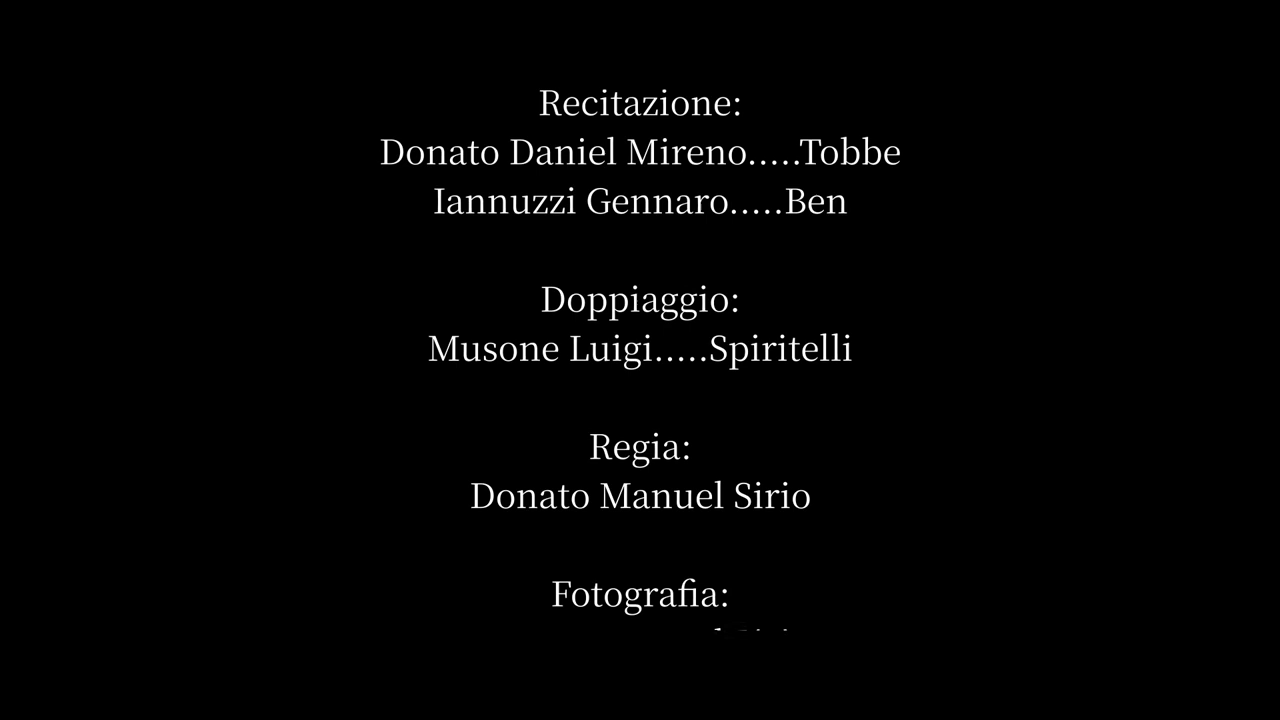 Recitazione:
Donato Daniel Mireno.....Tobbe
Iannuzzi Gennaro.....Ben
Doppiaggio:
Musone Luigi.....Spiritelli
Regia:
Donato Manuel Sirio
Fotografia: